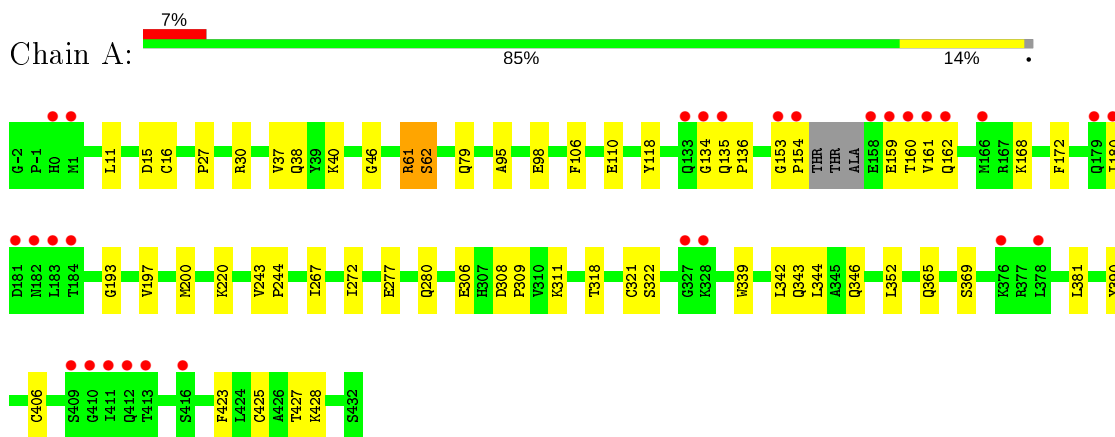 7%
Chain A:
85% 14% •
G-2 P-1 H0 M1 L11 D15 C16 P27 R30 V37 Q38 Y39 K40 G46 R61 S62 Q79 A95 E98 F106 E110 Y118 Q133 G134 Q135 P136 G153 P154 THR THR ALA E158 E159 T160 V161 Q162 M166 R167 K168 F172 Q179
D181 N182 L183 T184 G193 V197 M200 K220 V243 P244 I267 I272 E277 Q280 E306 H307 D308 P309 V310 K311 T318 C321 S322 G327 K328 W339 L342 Q343 L344 A345 Q346 L352 Q365 S369 K376 R377 L378 L381
C406 S409 G410 I411 Q412 T413 S416 F423 L424 C425 A426 T427 K428 S432